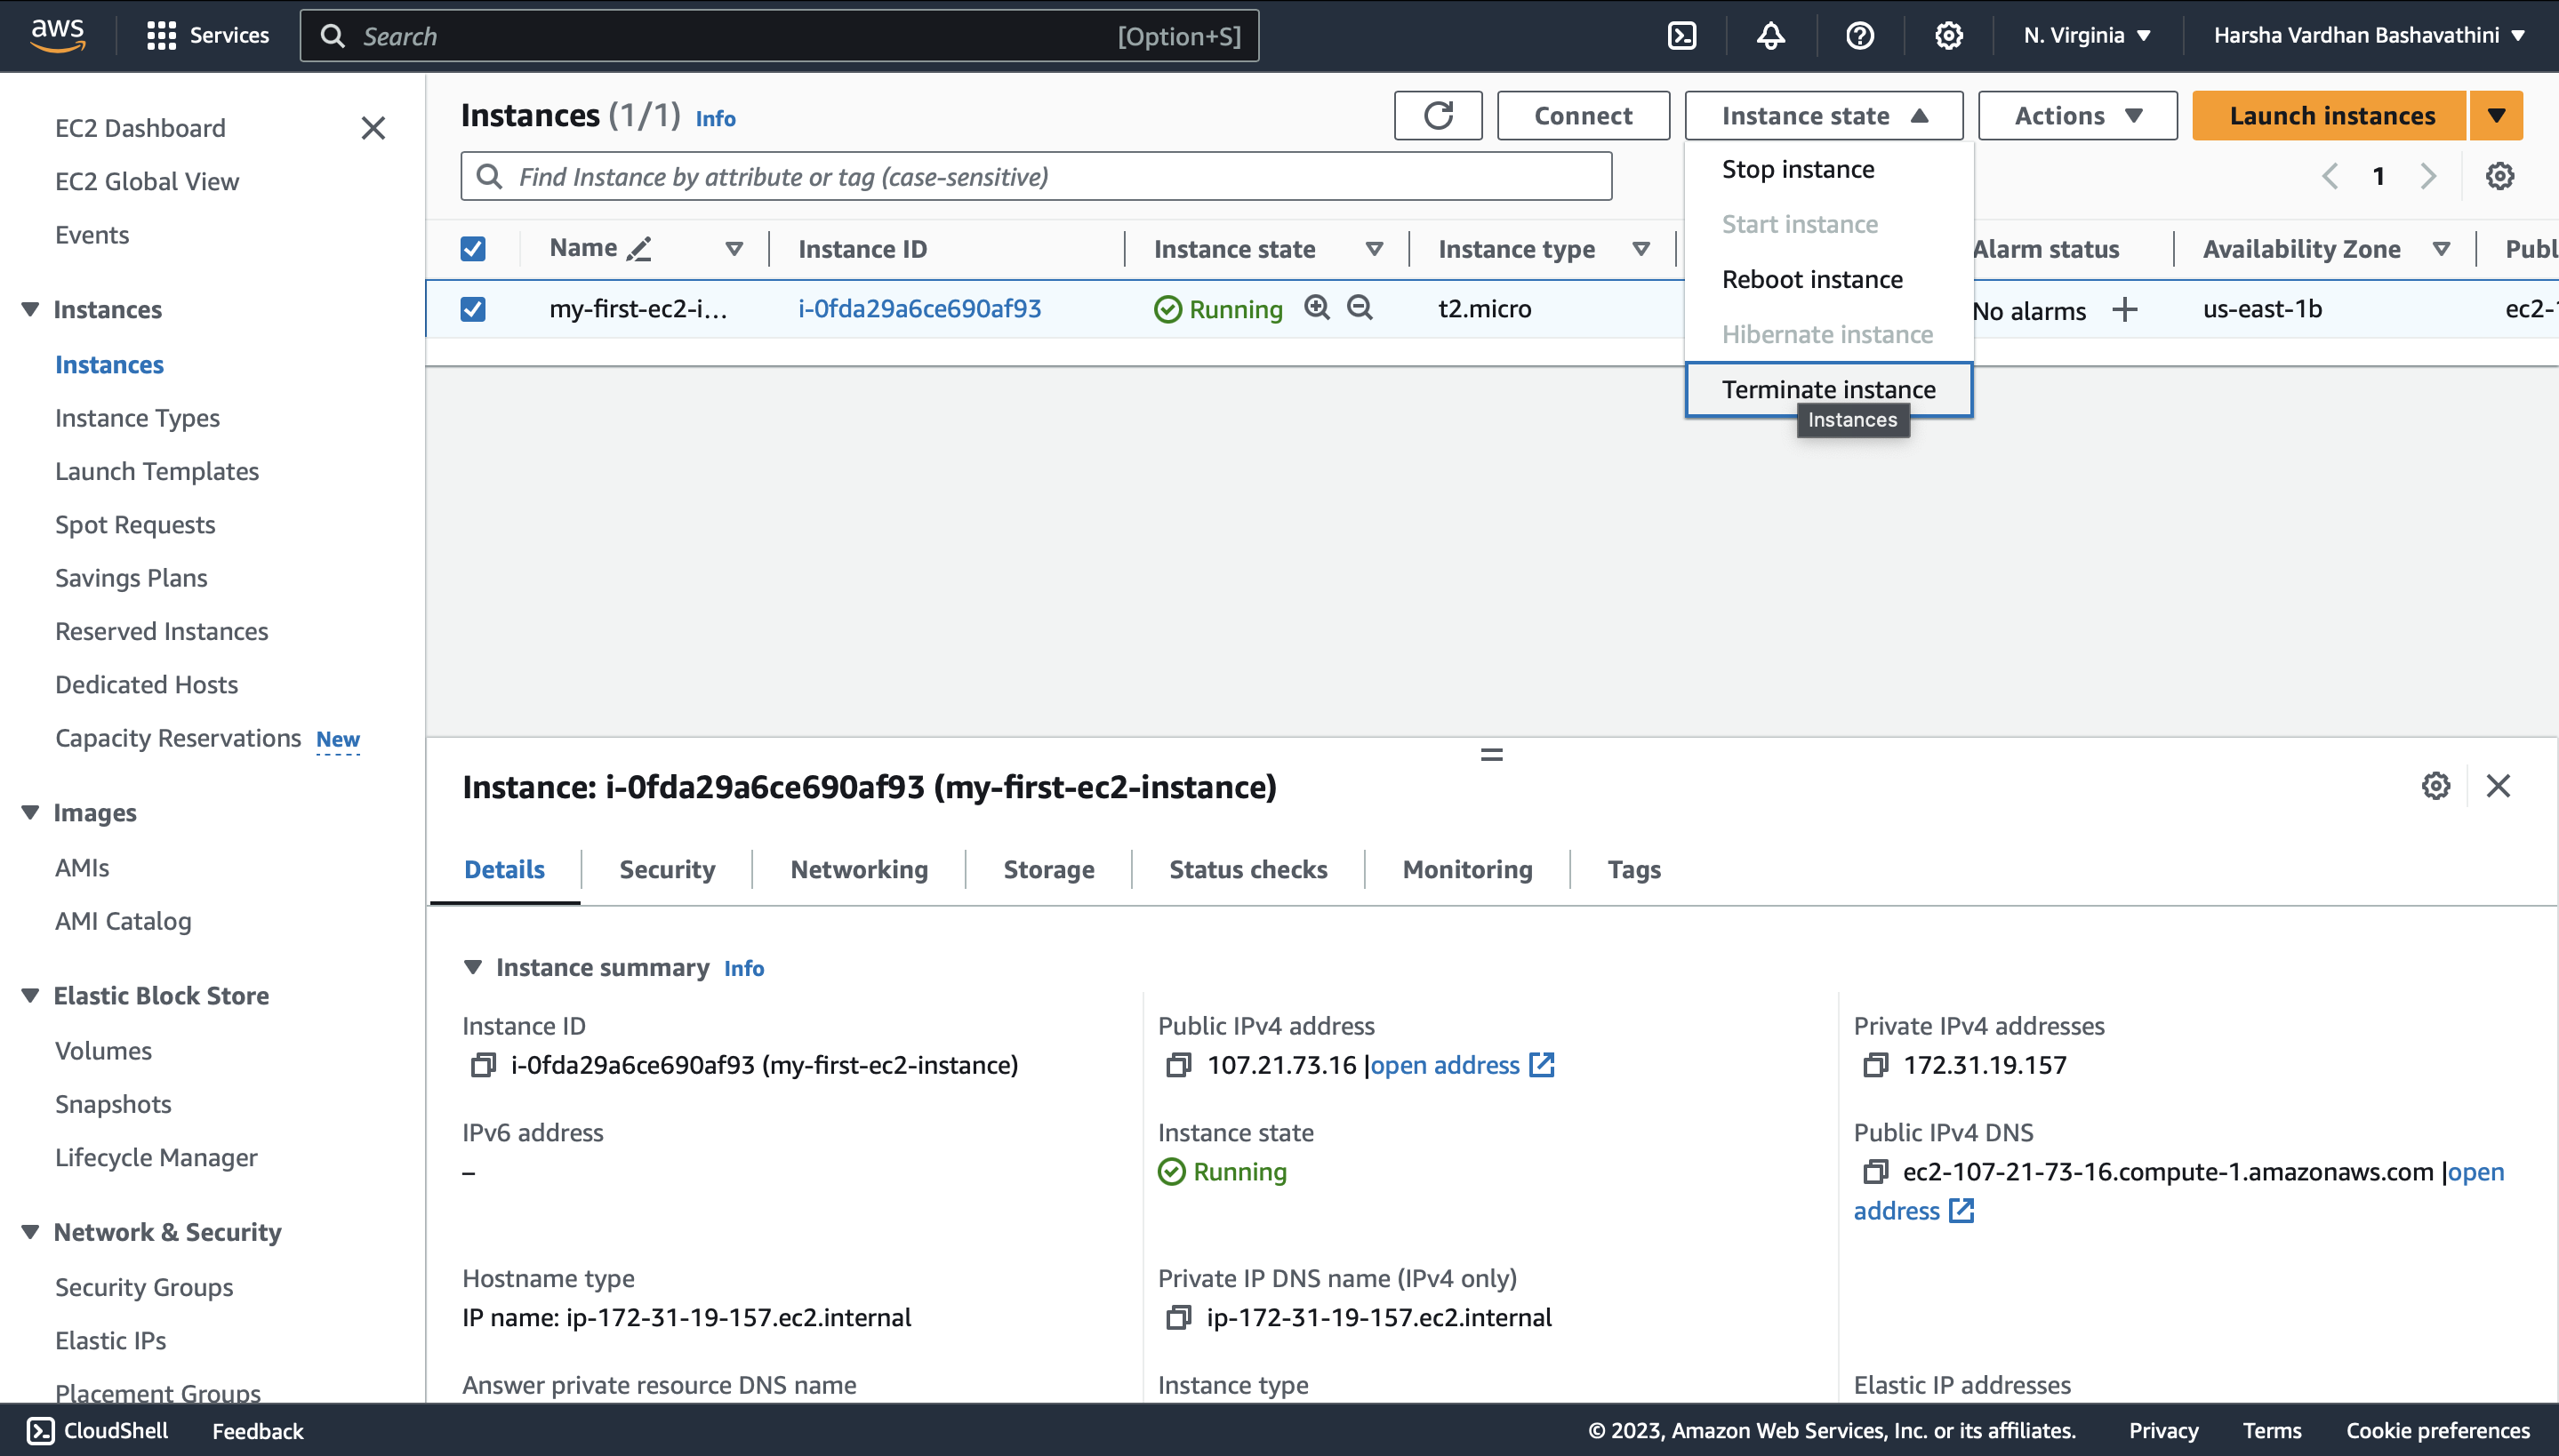 aws Services Search [Option+S] N. Virginia Harsha Vardhan Bashavathini
EC2 Dashboard
EC2 Global View
Events
Instances
Instances
Instance Types
Launch Templates
Spot Requests
Savings Plans
Reserved Instances
Dedicated Hosts
Capacity Reservations New
Images
AMIs
AMI Catalog
Elastic Block Store
Volumes
Snapshots
Lifecycle Manager
Network & Security
Security Groups
Elastic IPs
Placement Groups
Instances (1/1) Info Connect Instance state Actions Launch instances
Find Instance by attribute or tag (case-sensitive) 1
Stop instance
Start instance
Reboot instance
Hibernate instance
Terminate instance
Instances
Name Instance ID Instance state Instance type Alarm status Availability Zone Publ
my-first-ec2-i... i-0fda29a6ce690af93 Running t2.micro No alarms us-east-1b ec2-1
Instance: i-0fda29a6ce690af93 (my-first-ec2-instance)
Details Security Networking Storage Status checks Monitoring Tags
Instance summary Info
Instance ID Public IPv4 address Private IPv4 addresses
i-0fda29a6ce690af93 (my-first-ec2-instance) 107.21.73.16 |open address 172.31.19.157
IPv6 address Instance state Public IPv4 DNS
– Running ec2-107-21-73-16.compute-1.amazonaws.com |open
address
Hostname type Private IP DNS name (IPv4 only)
IP name: ip-172-31-19-157.ec2.internal ip-172-31-19-157.ec2.internal
Answer private resource DNS name Instance type Elastic IP addresses
CloudShell Feedback © 2023, Amazon Web Services, Inc. or its affiliates. Privacy Terms Cookie preferences